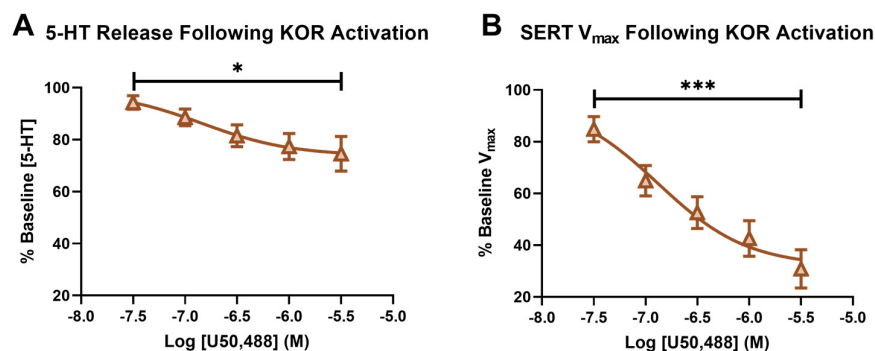 A 5-HT Release Following KOR Activation
*
100
80
60
40
20
% Baseline [5-HT]
-8.0 -7.5 -7.0 -6.5 -6.0 -5.5 -5.0
Log [U50,488] (M)
B SERT Vmax Following KOR Activation
***
100
80
60
40
20
% Baseline Vmax
-8.0 -7.5 -7.0 -6.5 -6.0 -5.5 -5.0
Log [U50,488] (M)